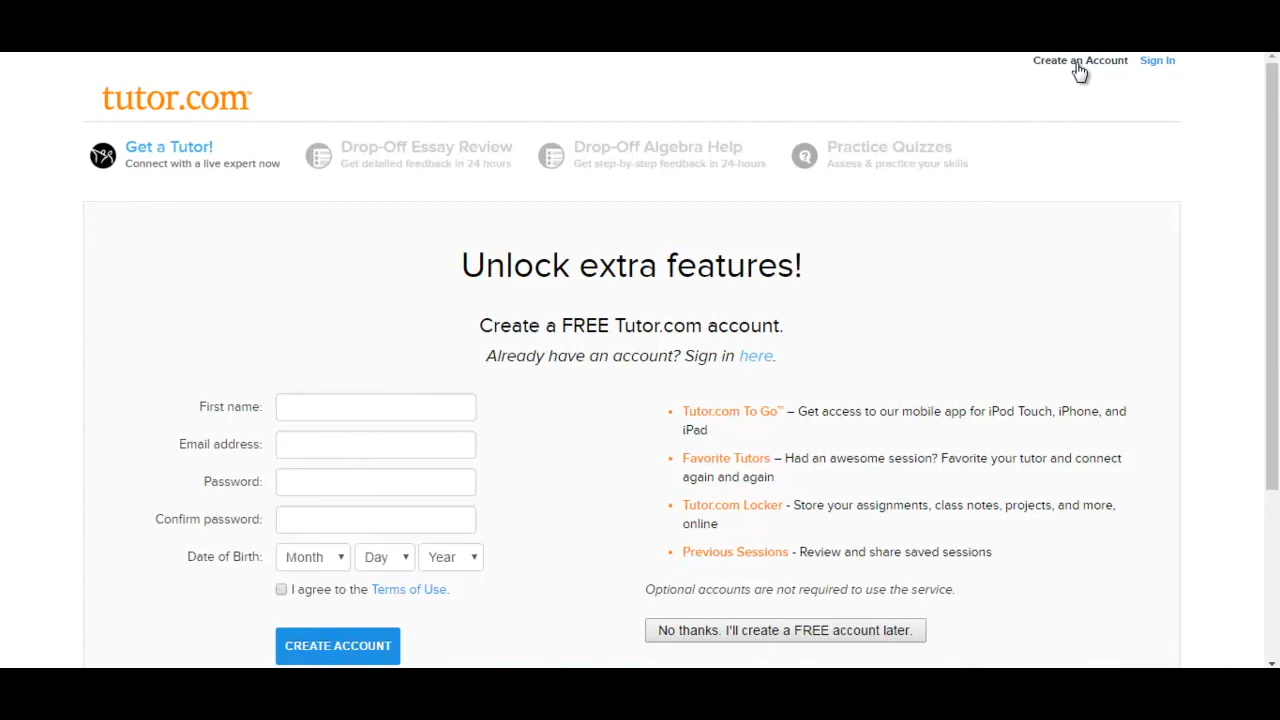 Create an Account Sign In
tutor.com™
Get a Tutor!
Connect with a live expert now
Drop-Off Essay Review
Get detailed feedback in 24 hours
Drop-Off Algebra Help
Get step-by-step feedback in 24-hours
Practice Quizzes
Assess & practice your skills
Unlock extra features!
Create a FREE Tutor.com account.
Already have an account? Sign in here.
First name:
Email address:
Password:
Confirm password:
Date of Birth: Month Day Year
I agree to the Terms of Use.
CREATE ACCOUNT
• Tutor.com To Go™ – Get access to our mobile app for iPod Touch, iPhone, and
iPad
• Favorite Tutors – Had an awesome session? Favorite your tutor and connect
again and again
• Tutor.com Locker - Store your assignments, class notes, projects, and more,
online
• Previous Sessions - Review and share saved sessions
Optional accounts are not required to use the service.
No thanks. I'll create a FREE account later.